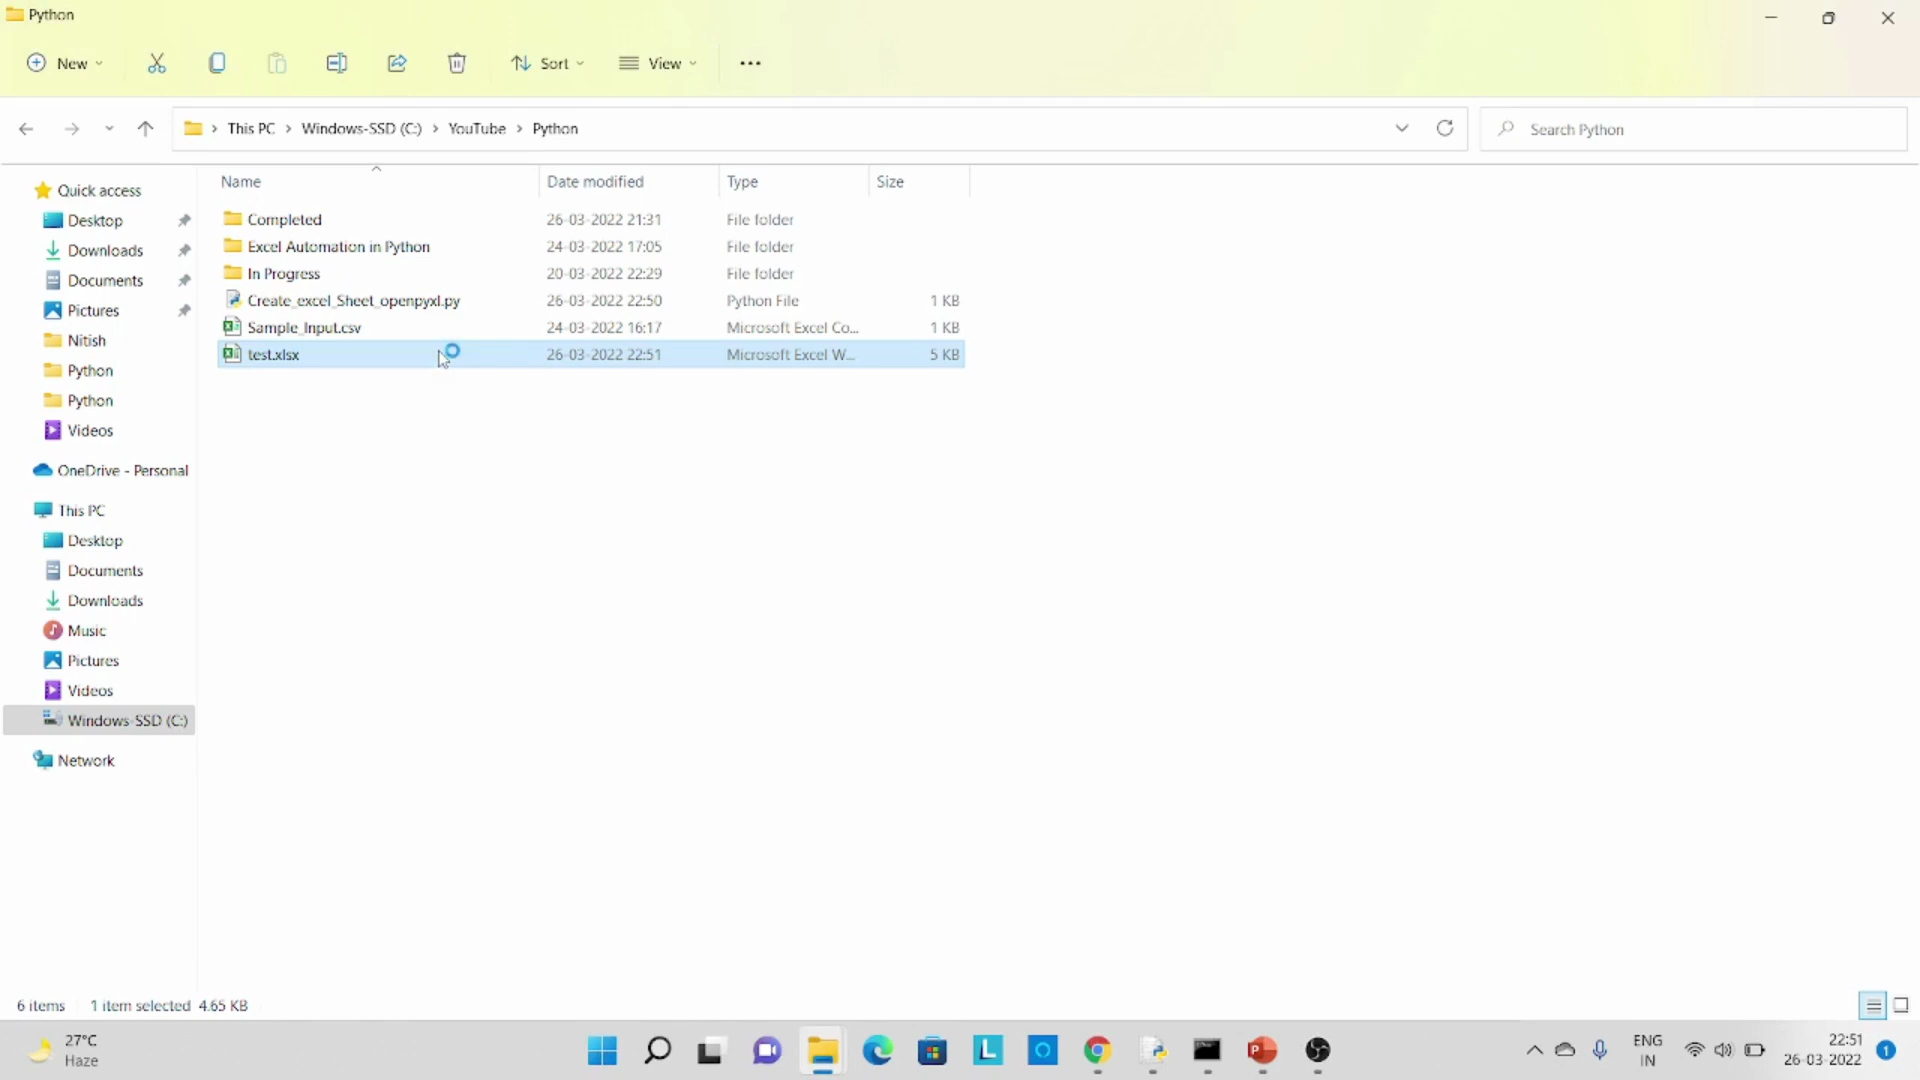 Python
New
Sort
View
This PC
Windows-SSD (C:)
YouTube
Python
Search Python
Name
Date modified
Type
Size
Quick access
Desktop
Downloads
Documents
Pictures
Nitish
Python
Python
Videos
OneDrive - Personal
This PC
Desktop
Documents
Downloads
Music
Pictures
Videos
Windows-SSD (C:)
Network
Completed 26-03-2022 21:31 File folder
Excel Automation in Python 24-03-2022 17:05 File folder
In Progress 20-03-2022 22:29 File folder
Create_excel_Sheet_openpyxl.py 26-03-2022 22:50 Python File 1 KB
Sample_Input.csv 24-03-2022 16:17 Microsoft Excel Co... 1 KB
test.xlsx 26-03-2022 22:51 Microsoft Excel W... 5 KB
6 items 1 item selected 4.65 KB
27°C
Haze
L
P
ENG
IN
22:51
26-03-2022
1